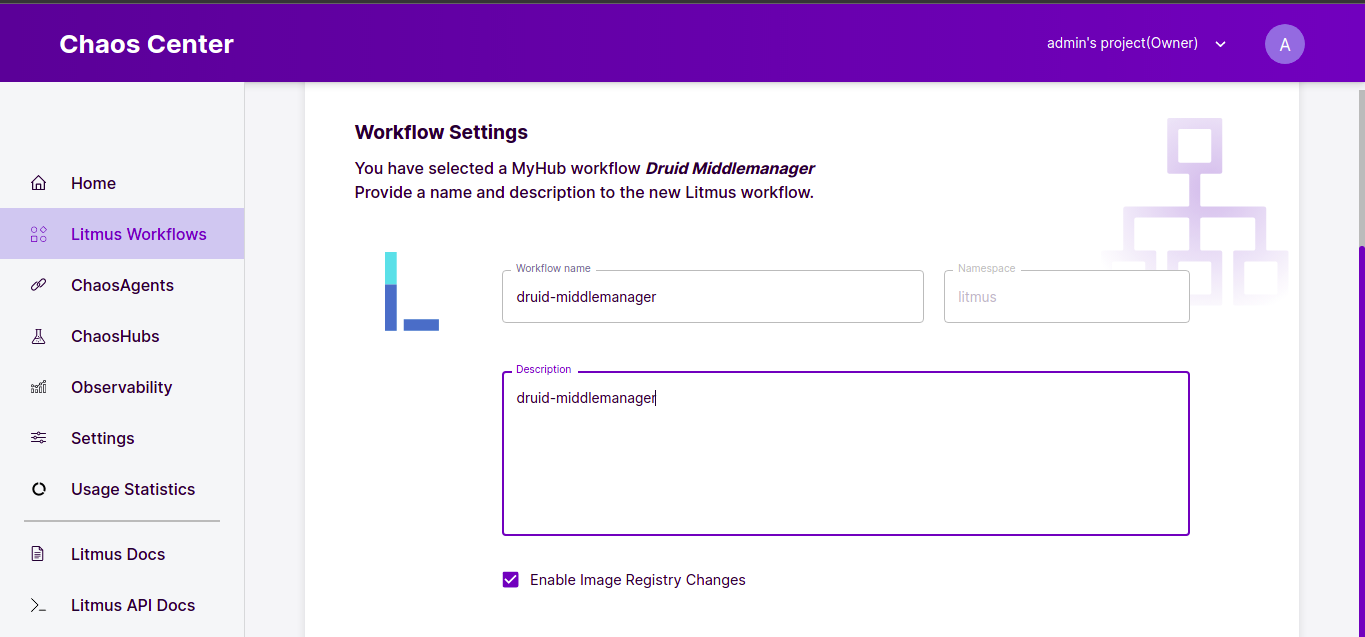 Chaos Center
admin's project(Owner)
A
Home
Litmus Workflows
ChaosAgents
ChaosHubs
Observability
Settings
Usage Statistics
Litmus Docs
Litmus API Docs
Workflow Settings
You have selected a MyHub workflow Druid Middlemanager
Provide a name and description to the new Litmus workflow.
Workflow name
druid-middlemanager
Namespace
litmus
Description
druid-middlemanager
Enable Image Registry Changes